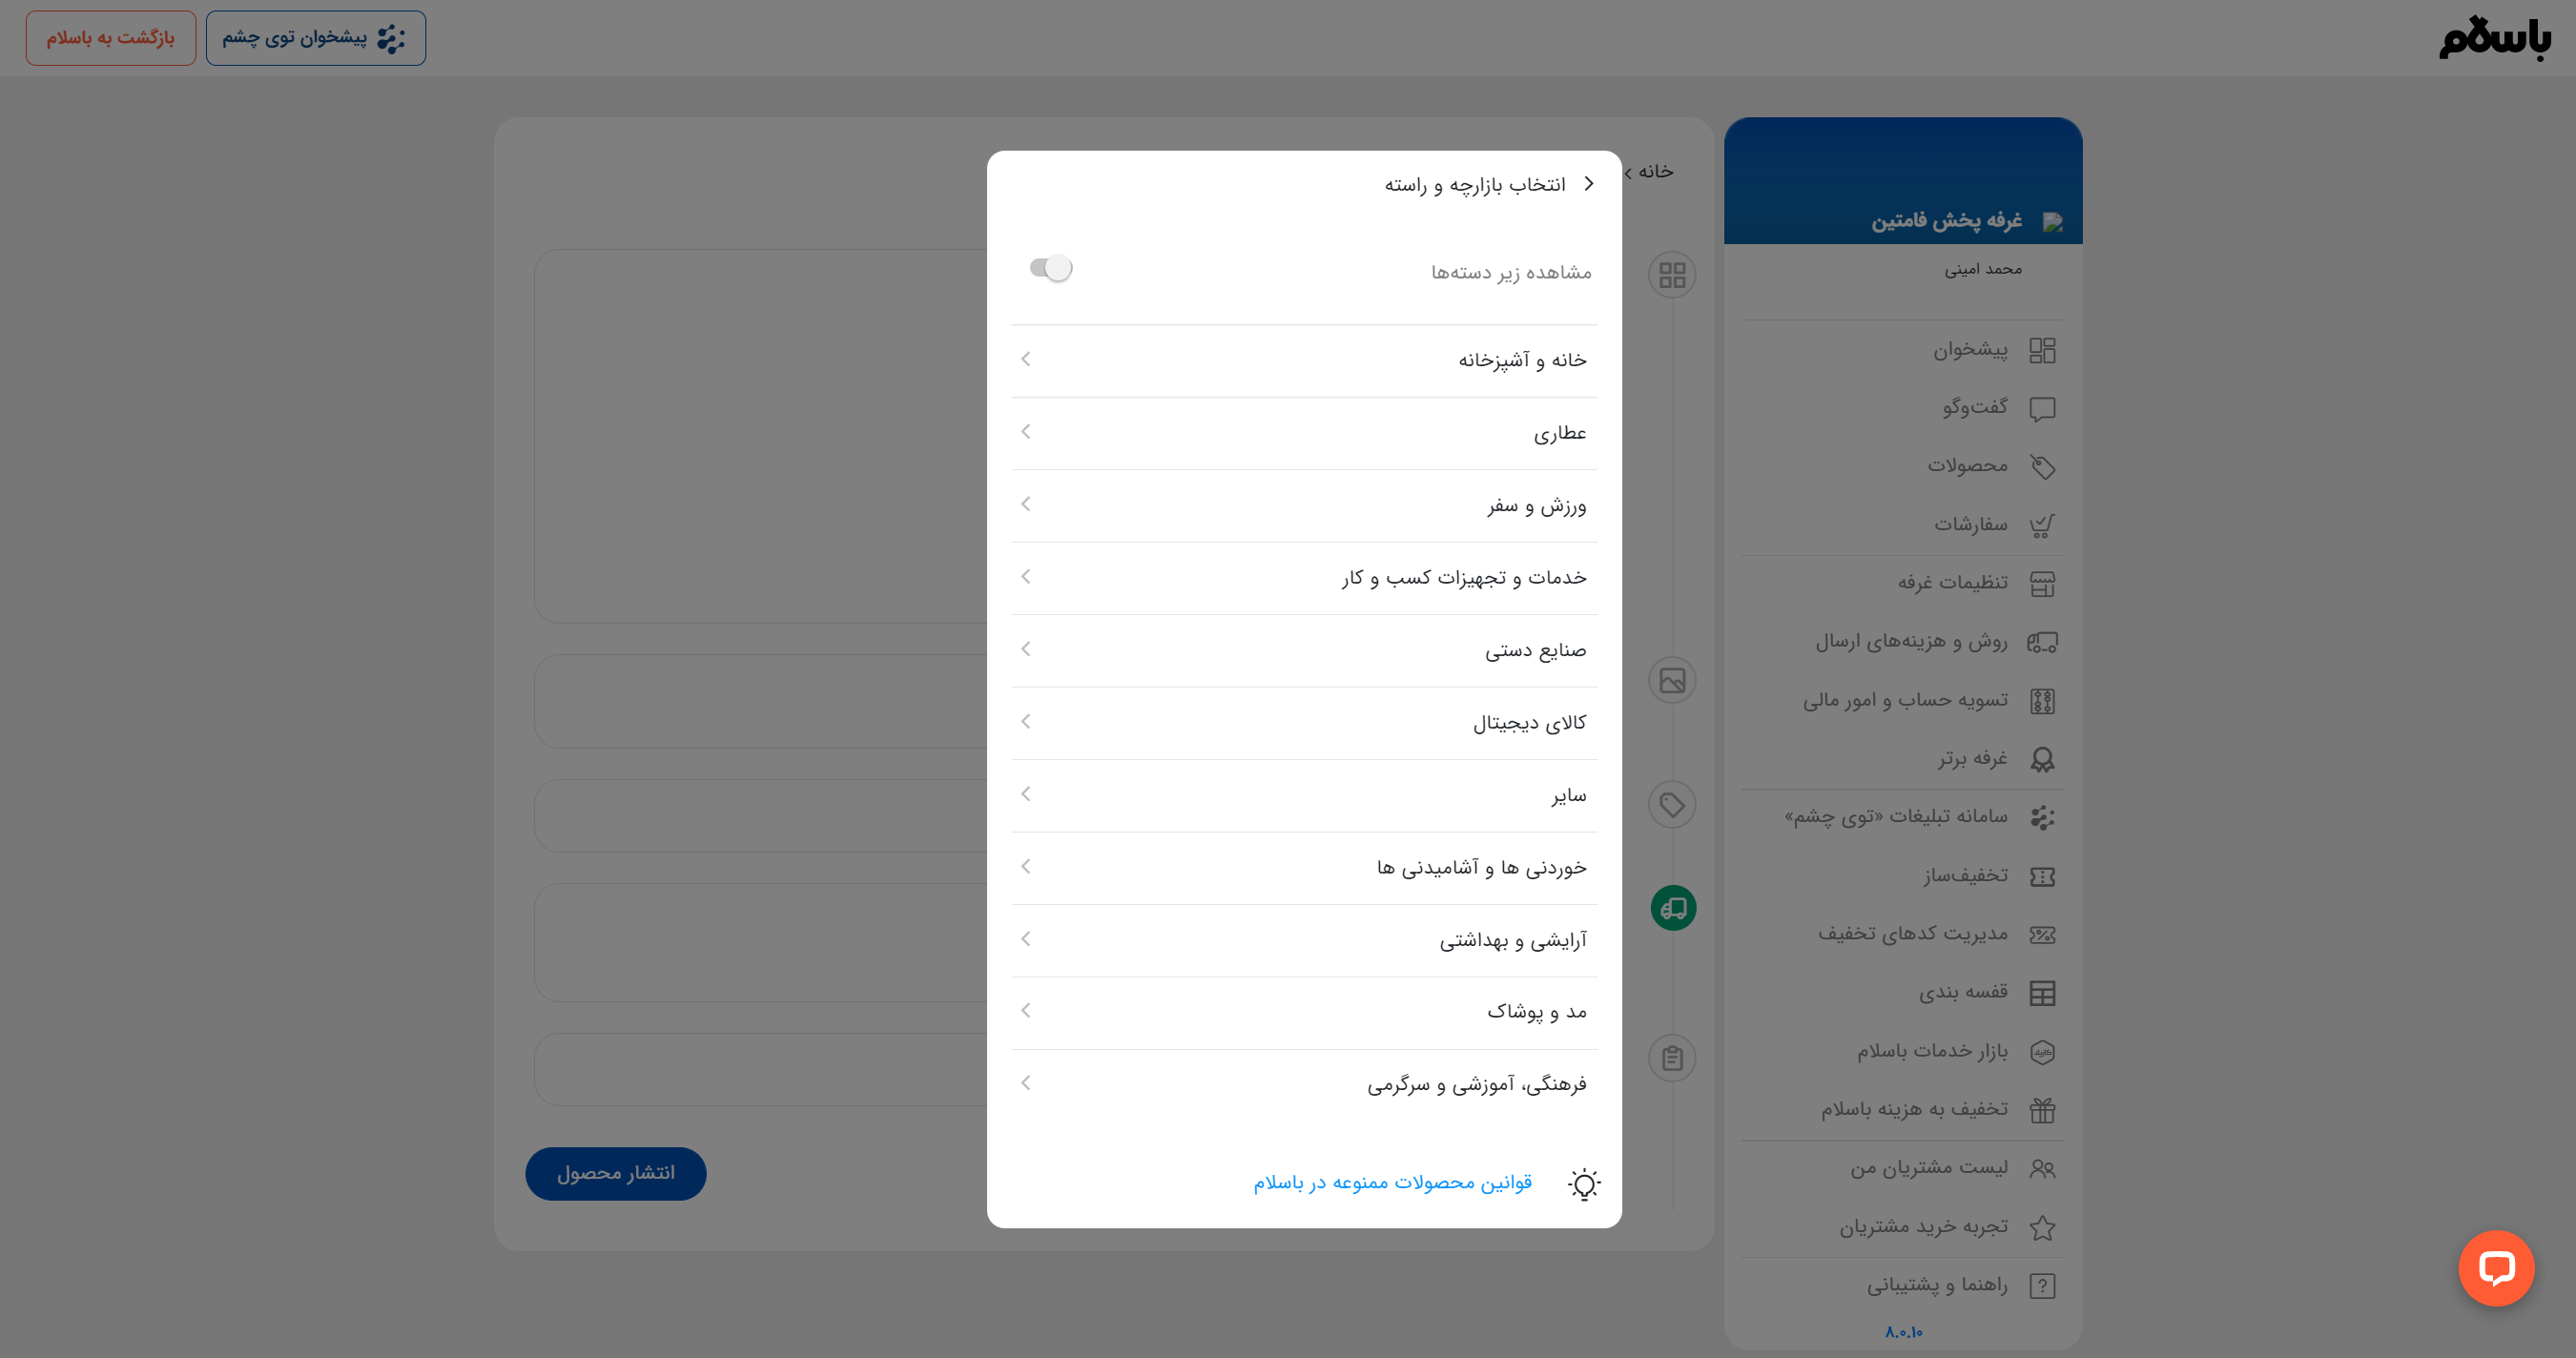 باسلام
پیشخوان توی چشم
بازگشت به باسلام
غرفه پخش فامتین
محمد امینی
پیشخوان
گفت‌وگو
محصولات
سفارشات
تنظیمات غرفه
روش و هزینه‌های ارسال
تسویه حساب و امور مالی
غرفه برتر
سامانه تبلیغات «توی چشم»
تخفیف‌ساز
مدیریت کدهای تخفیف
قفسه بندی
بازار خدمات باسلام
تخفیف به هزینه باسلام
لیست مشتریان من
تجربه خرید مشتریان
راهنما و پشتیبانی
۸.۰.۱۰
خانه
انتخاب بازارچه و راسته
مشاهده زیر دسته‌ها
خانه و آشپزخانه
عطاری
ورزش و سفر
خدمات و تجهیزات کسب و کار
صنایع دستی
کالای دیجیتال
سایر
خوردنی ها و آشامیدنی ها
آرایشی و بهداشتی
مد و پوشاک
فرهنگی، آموزشی و سرگرمی
قوانین محصولات ممنوعه در باسلام
انتشار محصول